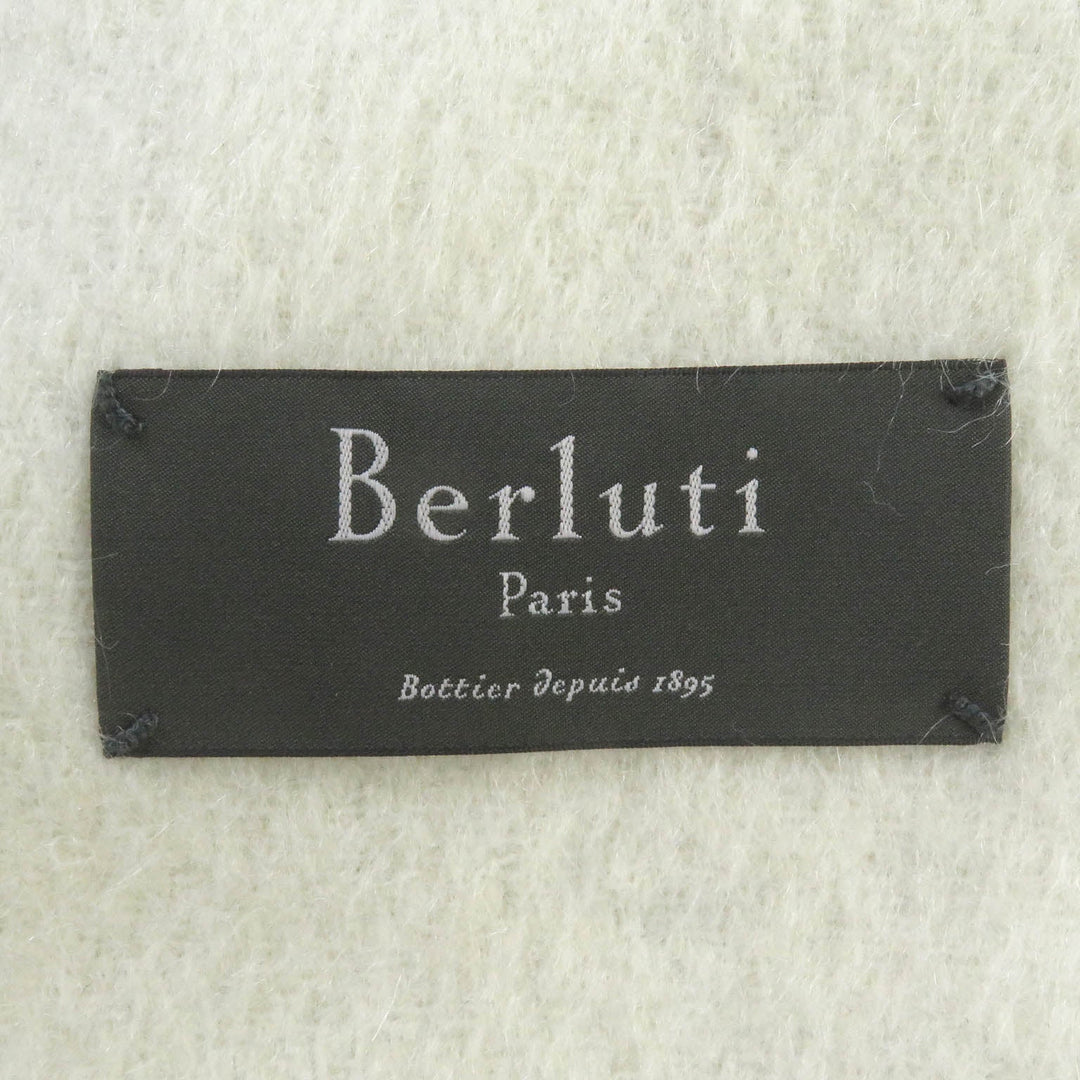 Berluti
Paris
Bottier depuis 1895